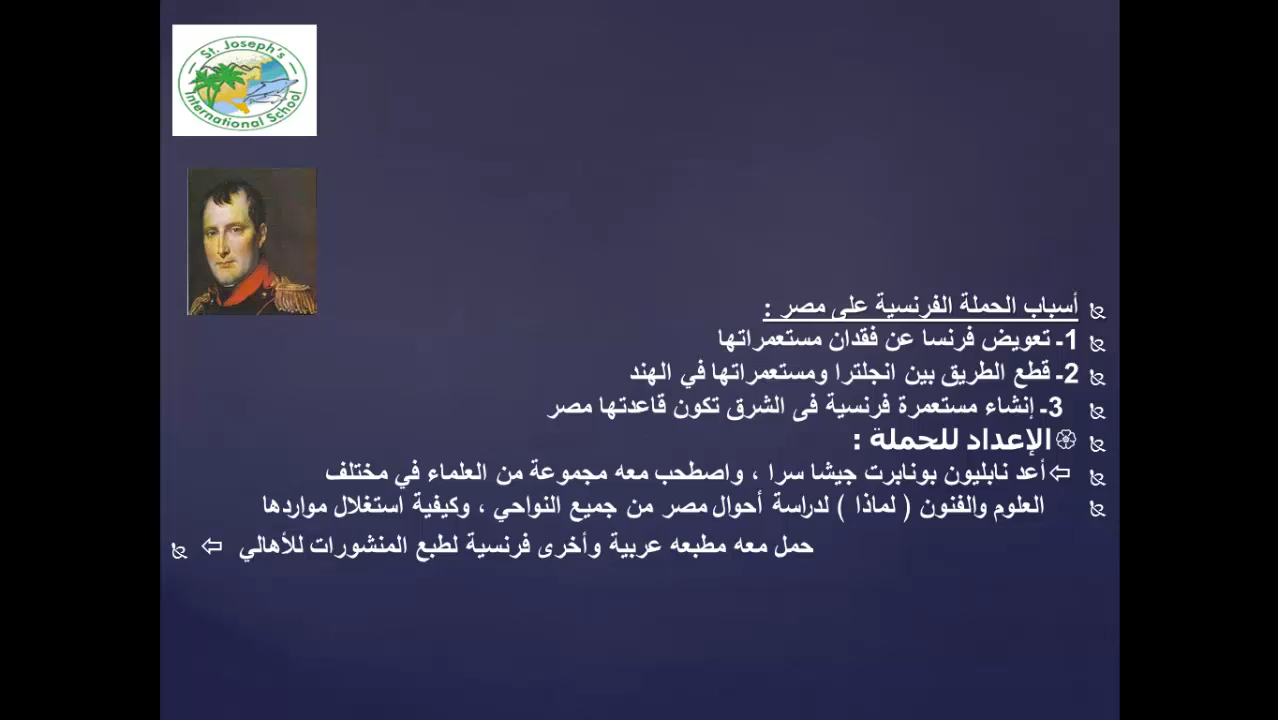 St. Joseph's
International School
أسباب الحملة الفرنسية على مصر :
1ـ تعويض فرنسا عن فقدان مستعمراتها
2ـ قطع الطريق بين انجلترا ومستعمراتها في الهند
3ـ إنشاء مستعمرة فرنسية فى الشرق تكون قاعدتها مصر
الإعداد للحملة :
⇦أعد نابليون بونابرت جيشا سرا ، واصطحب معه مجموعة من العلماء في مختلف
العلوم والفنون ( لماذا ) لدراسة أحوال مصر من جميع النواحي ، وكيفية استغلال مواردها
حمل معه مطبعه عربية وأخرى فرنسية لطبع المنشورات للأهالي ⇦